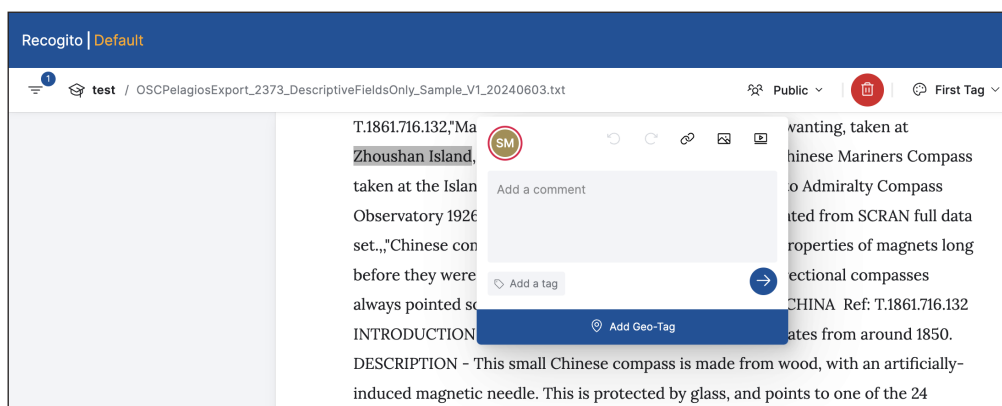 Recogito | Default
1
test / OSCPelagiosExport_2373_DescriptiveFieldsOnly_Sample_V1_20240603.txt
Public
First Tag
T.1861.716.132,"Ma
wanting, taken at
SM
Zhoushan Island,
hinese Mariners Compass
taken at the Islan
o Admiralty Compass
Add a comment
Observatory 1926
ated from SCRAN full data
set.,,"Chinese con
roperties of magnets long
before they were
ectional compasses
Add a tag
always pointed so
CHINA Ref: T.1861.716.132
INTRODUCTION
ates from around 1850.
Add Geo-Tag
DESCRIPTION - This small Chinese compass is made from wood, with an artificially-
induced magnetic needle. This is protected by glass, and points to one of the 24